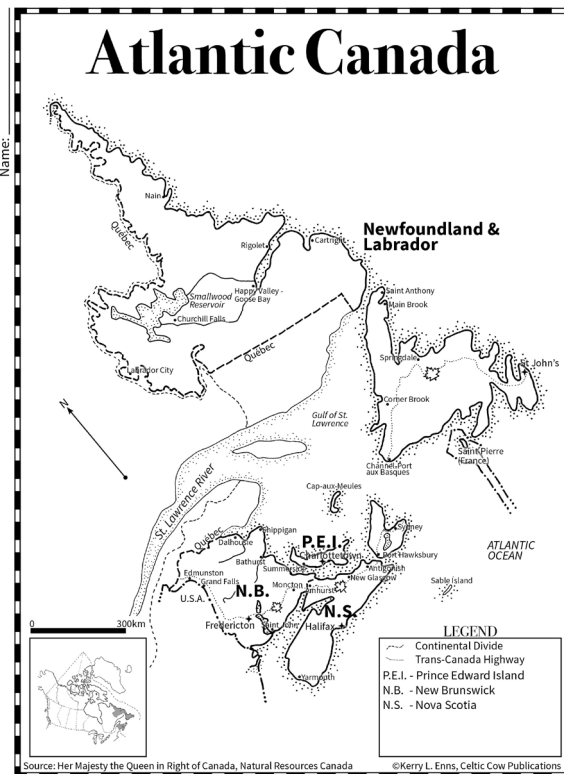 Atlantic Canada
Name:
Nain
Québec
Newfoundland &
Labrador
Rigolet
Cartright
Smallwood
Reservoir
Happy Valley -
Goose Bay
Churchill Falls
Saint Anthony
Main Brook
Québec
Labrador City
Springdale
St John's
N
Corner Brook
Gulf of St.
Lawrence
Saint-Pierre
(France)
Channel-Port
aux Basques
St. Lawrence River
Cap-aux-Meules
Québec
Shippigan
Sydney
Dalhousie
P.E.I.
ATLANTIC
OCEAN
Charlottetown
Port Hawksbury
Bathurst
Summerside
Antigonish
Edmunston
New Glasgow
Grand Falls
Moncton
Sable Island
U.S.A.
N.B.
Amhurst
N.S.
0 300km
Fredericton
Saint John
Halifax
Yarmouth
LEGEND
Continental Divide
Trans-Canada Highway
P.E.I. - Prince Edward Island
N.B. - New Brunswick
N.S. - Nova Scotia
Source: Her Majesty the Queen in Right of Canada, Natural Resources Canada
©Kerry L. Enns, Celtic Cow Publications